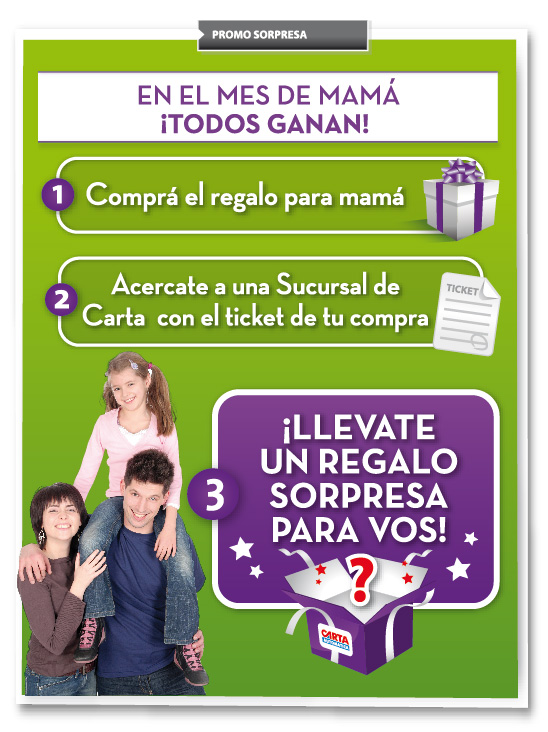 PROMO SORPRESA
EN EL MES DE MAMÁ
¡TODOS GANAN!
1 Comprá el regalo para mamá
2 Acercate a una Sucursal de
Carta con el ticket de tu compra
TICKET
3 ¡LLEVATE
UN REGALO
SORPRESA
PARA VOS!
?
CARTA